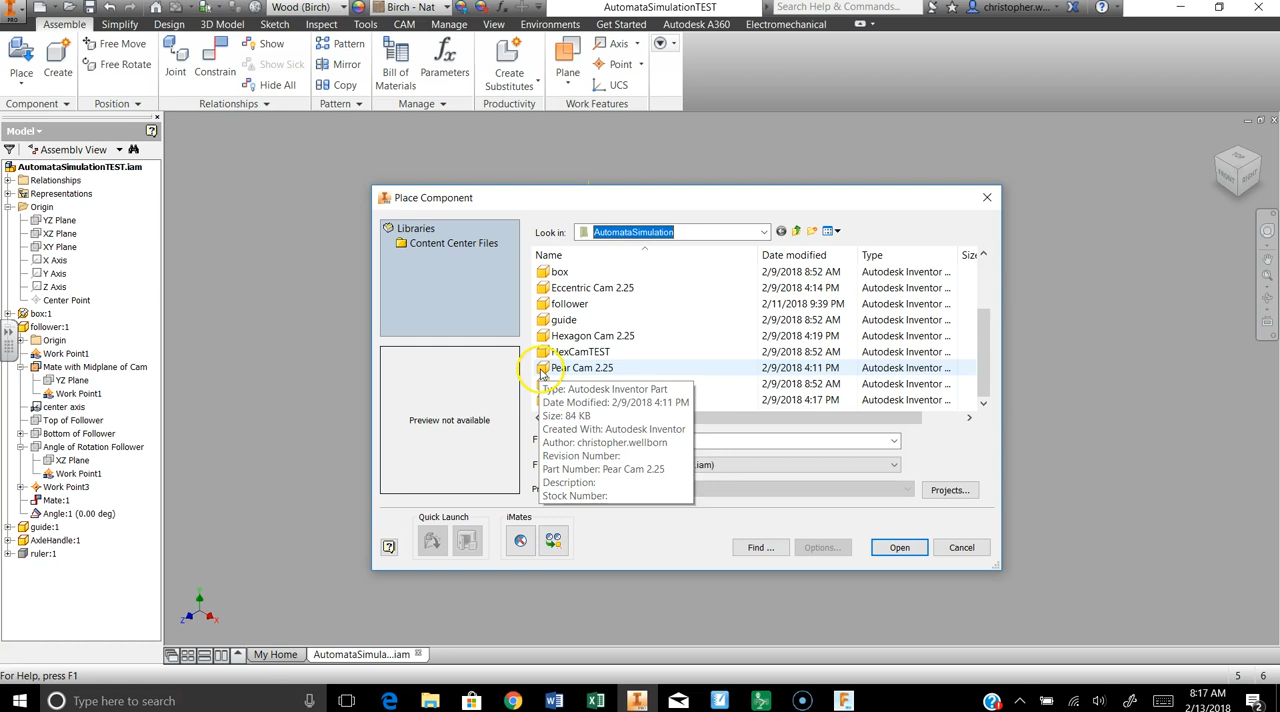 Wood (Birch)
Birch - Nat
AutomataSimulationTEST
Search Help & Commands...
christopher.w...
PRO
Assemble
Simplify
Design
3D Model
Sketch
Inspect
Tools
CAM
Manage
View
Environments
Get Started
Autodesk A360
Electromechanical
Place
Create
Free Move
Free Rotate
Joint
Constrain
Show
Show Sick
Hide All
Pattern
Mirror
Copy
Bill of
Materials
Parameters
Create
Substitutes
Plane
Axis
Point
UCS
Component
Position
Relationships
Pattern
Manage
Productivity
Work Features
Model
Assembly View
AutomataSimulationTEST.iam
Relationships
Representations
Origin
YZ Plane
XZ Plane
XY Plane
X Axis
Y Axis
Z Axis
Center Point
box:1
follower:1
Origin
Work Point1
Mate with Midplane of Cam
YZ Plane
Work Point1
center axis
Top of Follower
Bottom of Follower
Angle of Rotation Follower
XZ Plane
Work Point1
Work Point3
Mate:1
Angle:1 (0.00 deg)
guide:1
AxleHandle:1
ruler:1
TOP
FRONT
RIGHT
Place Component
Libraries
Content Center Files
Preview not available
Look in:
AutomataSimulation
Name
Date modified
Type
Size
box 2/9/2018 8:52 AM Autodesk Inventor ...
Eccentric Cam 2.25 2/9/2018 4:14 PM Autodesk Inventor ...
follower 2/11/2018 9:39 PM Autodesk Inventor ...
guide 2/9/2018 8:52 AM Autodesk Inventor ...
Hexagon Cam 2.25 2/9/2018 4:19 PM Autodesk Inventor ...
HexCamTEST 2/9/2018 8:52 AM Autodesk Inventor ...
Pear Cam 2.25 2/9/2018 4:11 PM Autodesk Inventor ...
2/9/2018 8:52 AM Autodesk Inventor ...
2/9/2018 4:17 PM Autodesk Inventor ...
Type: Autodesk Inventor Part
Date Modified: 2/9/2018 4:11 PM
Size: 84 KB
Created With: Autodesk Inventor
Author: christopher.wellborn
Revision Number:
Part Number: Pear Cam 2.25
Description:
Stock Number:
.iam)
Projects...
Quick Launch
iMates
Find ...
Options...
Open
Cancel
Y
Z
X
My Home
AutomataSimula...iam
For Help, press F1
5
6
Type here to search
8:17 AM
2/13/2018
2